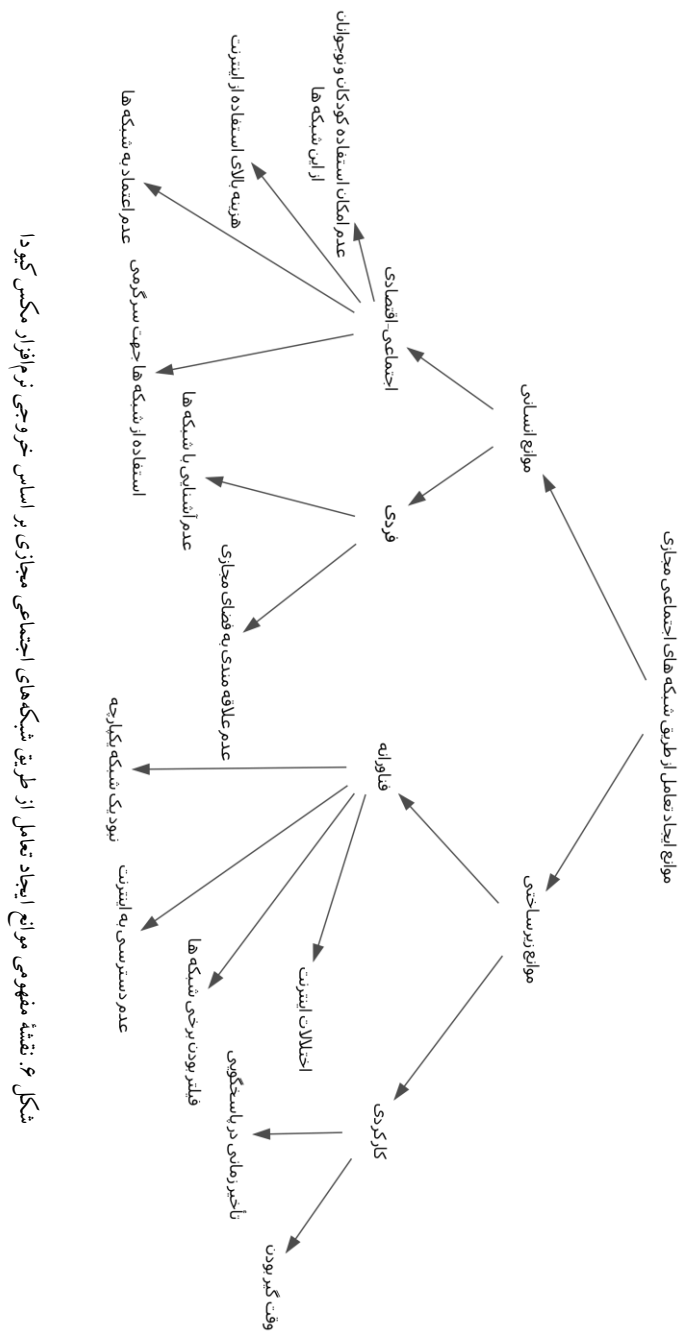 موانع ایجاد تعامل از طریق شبکه های اجتماعی مجازی
موانع انسانی
موانع زیرساختی
اجتماعی-اقتصادی
فردی
فناورانه
کارکردی
عدم امکان استفاده کودکان و نوجوانان
از این شبکه ها
هزینه بالای استفاده از اینترنت
عدم اعتماد به شبکه ها
استفاده از شبکه ها جهت سرگرمی
عدم آشنایی با شبکه ها
عدم علاقه مندی به فضای مجازی
نبود یک شبکه یکپارچه
عدم دسترسی به اینترنت
فیلتر بودن برخی شبکه ها
اختلالات اینترنت
تأخیر زمانی در پاسخگویی
وقت گیر بودن
شکل ۶. نقشۀ مفهومی موانع ایجاد تعامل از طریق شبکه‌های اجتماعی مجازی بر اساس خروجی نرم‌افزار مکس کیودا